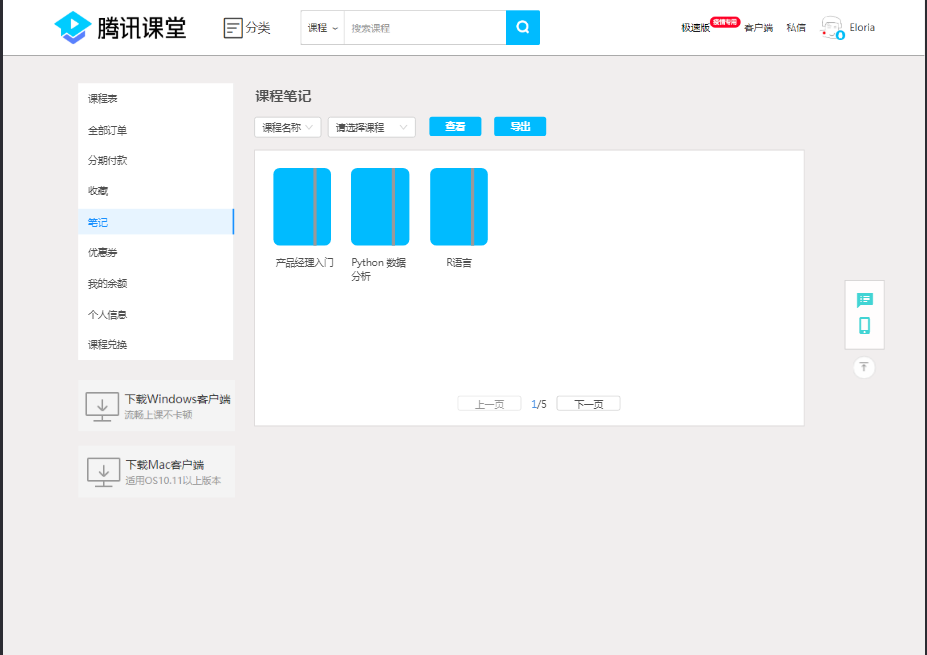 腾讯课堂
分类
课程
搜索课程
极速版
疫情专用
客户端
私信
Eloria
课程表
全部订单
分期付款
收藏
笔记
优惠券
我的余额
个人信息
课程兑换
下载Windows客户端
流畅上课不卡顿
下载Mac客户端
适用OS10.11以上版本
课程笔记
课程名称
请选择课程
查看
导出
产品经理入门
Python 数据
分析
R语言
上一页
1/5
下一页